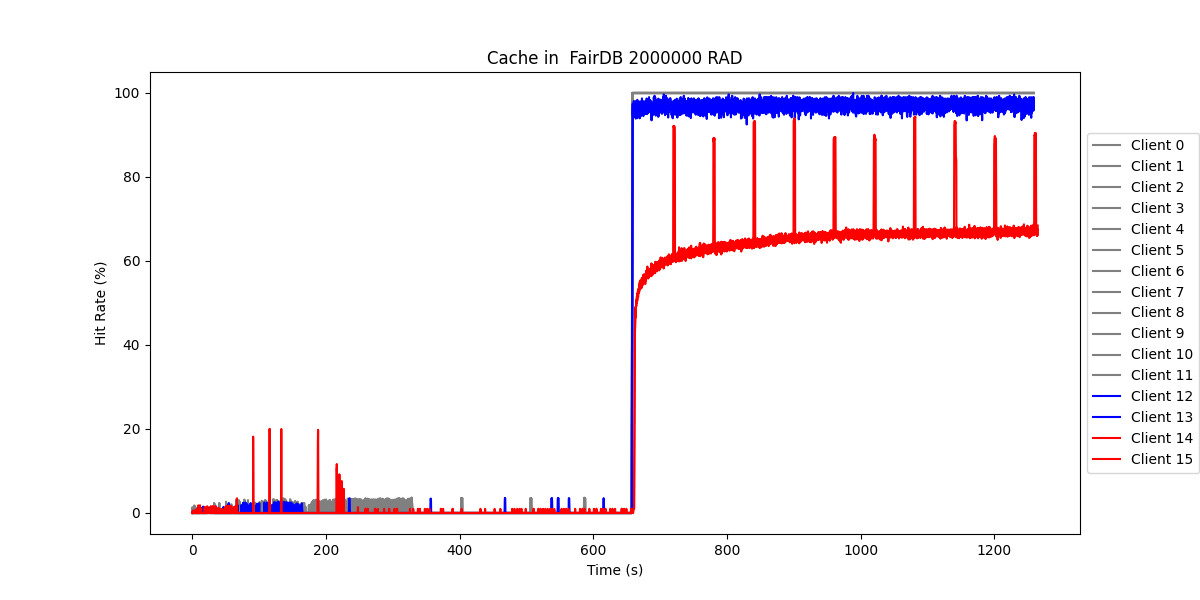 Cache in  FairDB 2000000 RAD
Hit Rate (%)
100
80
60
40
20
0
0 200 400 600 800 1000 1200
Time (s)
Client 0
Client 1
Client 2
Client 3
Client 4
Client 5
Client 6
Client 7
Client 8
Client 9
Client 10
Client 11
Client 12
Client 13
Client 14
Client 15